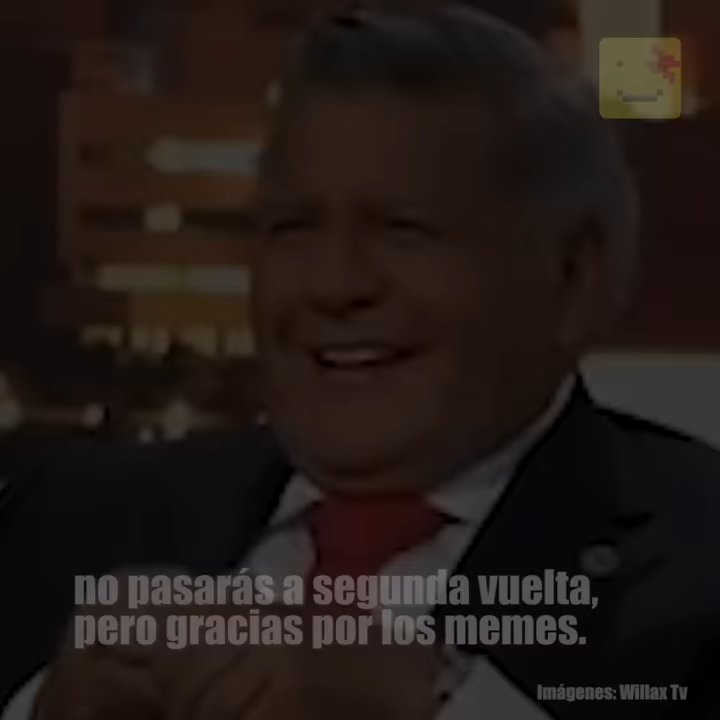 no pasarás a segunda vuelta,
pero gracias por los memes.
Imágenes: Willax Tv